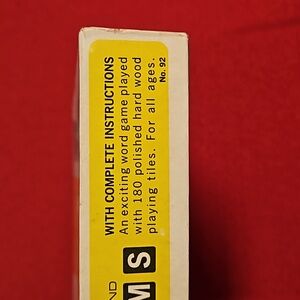 WITH COMPLETE INSTRUCTIONS
An exciting word game played
with 180 polished hard wood
playing tiles. For all ages.
No. 92
ND
M S